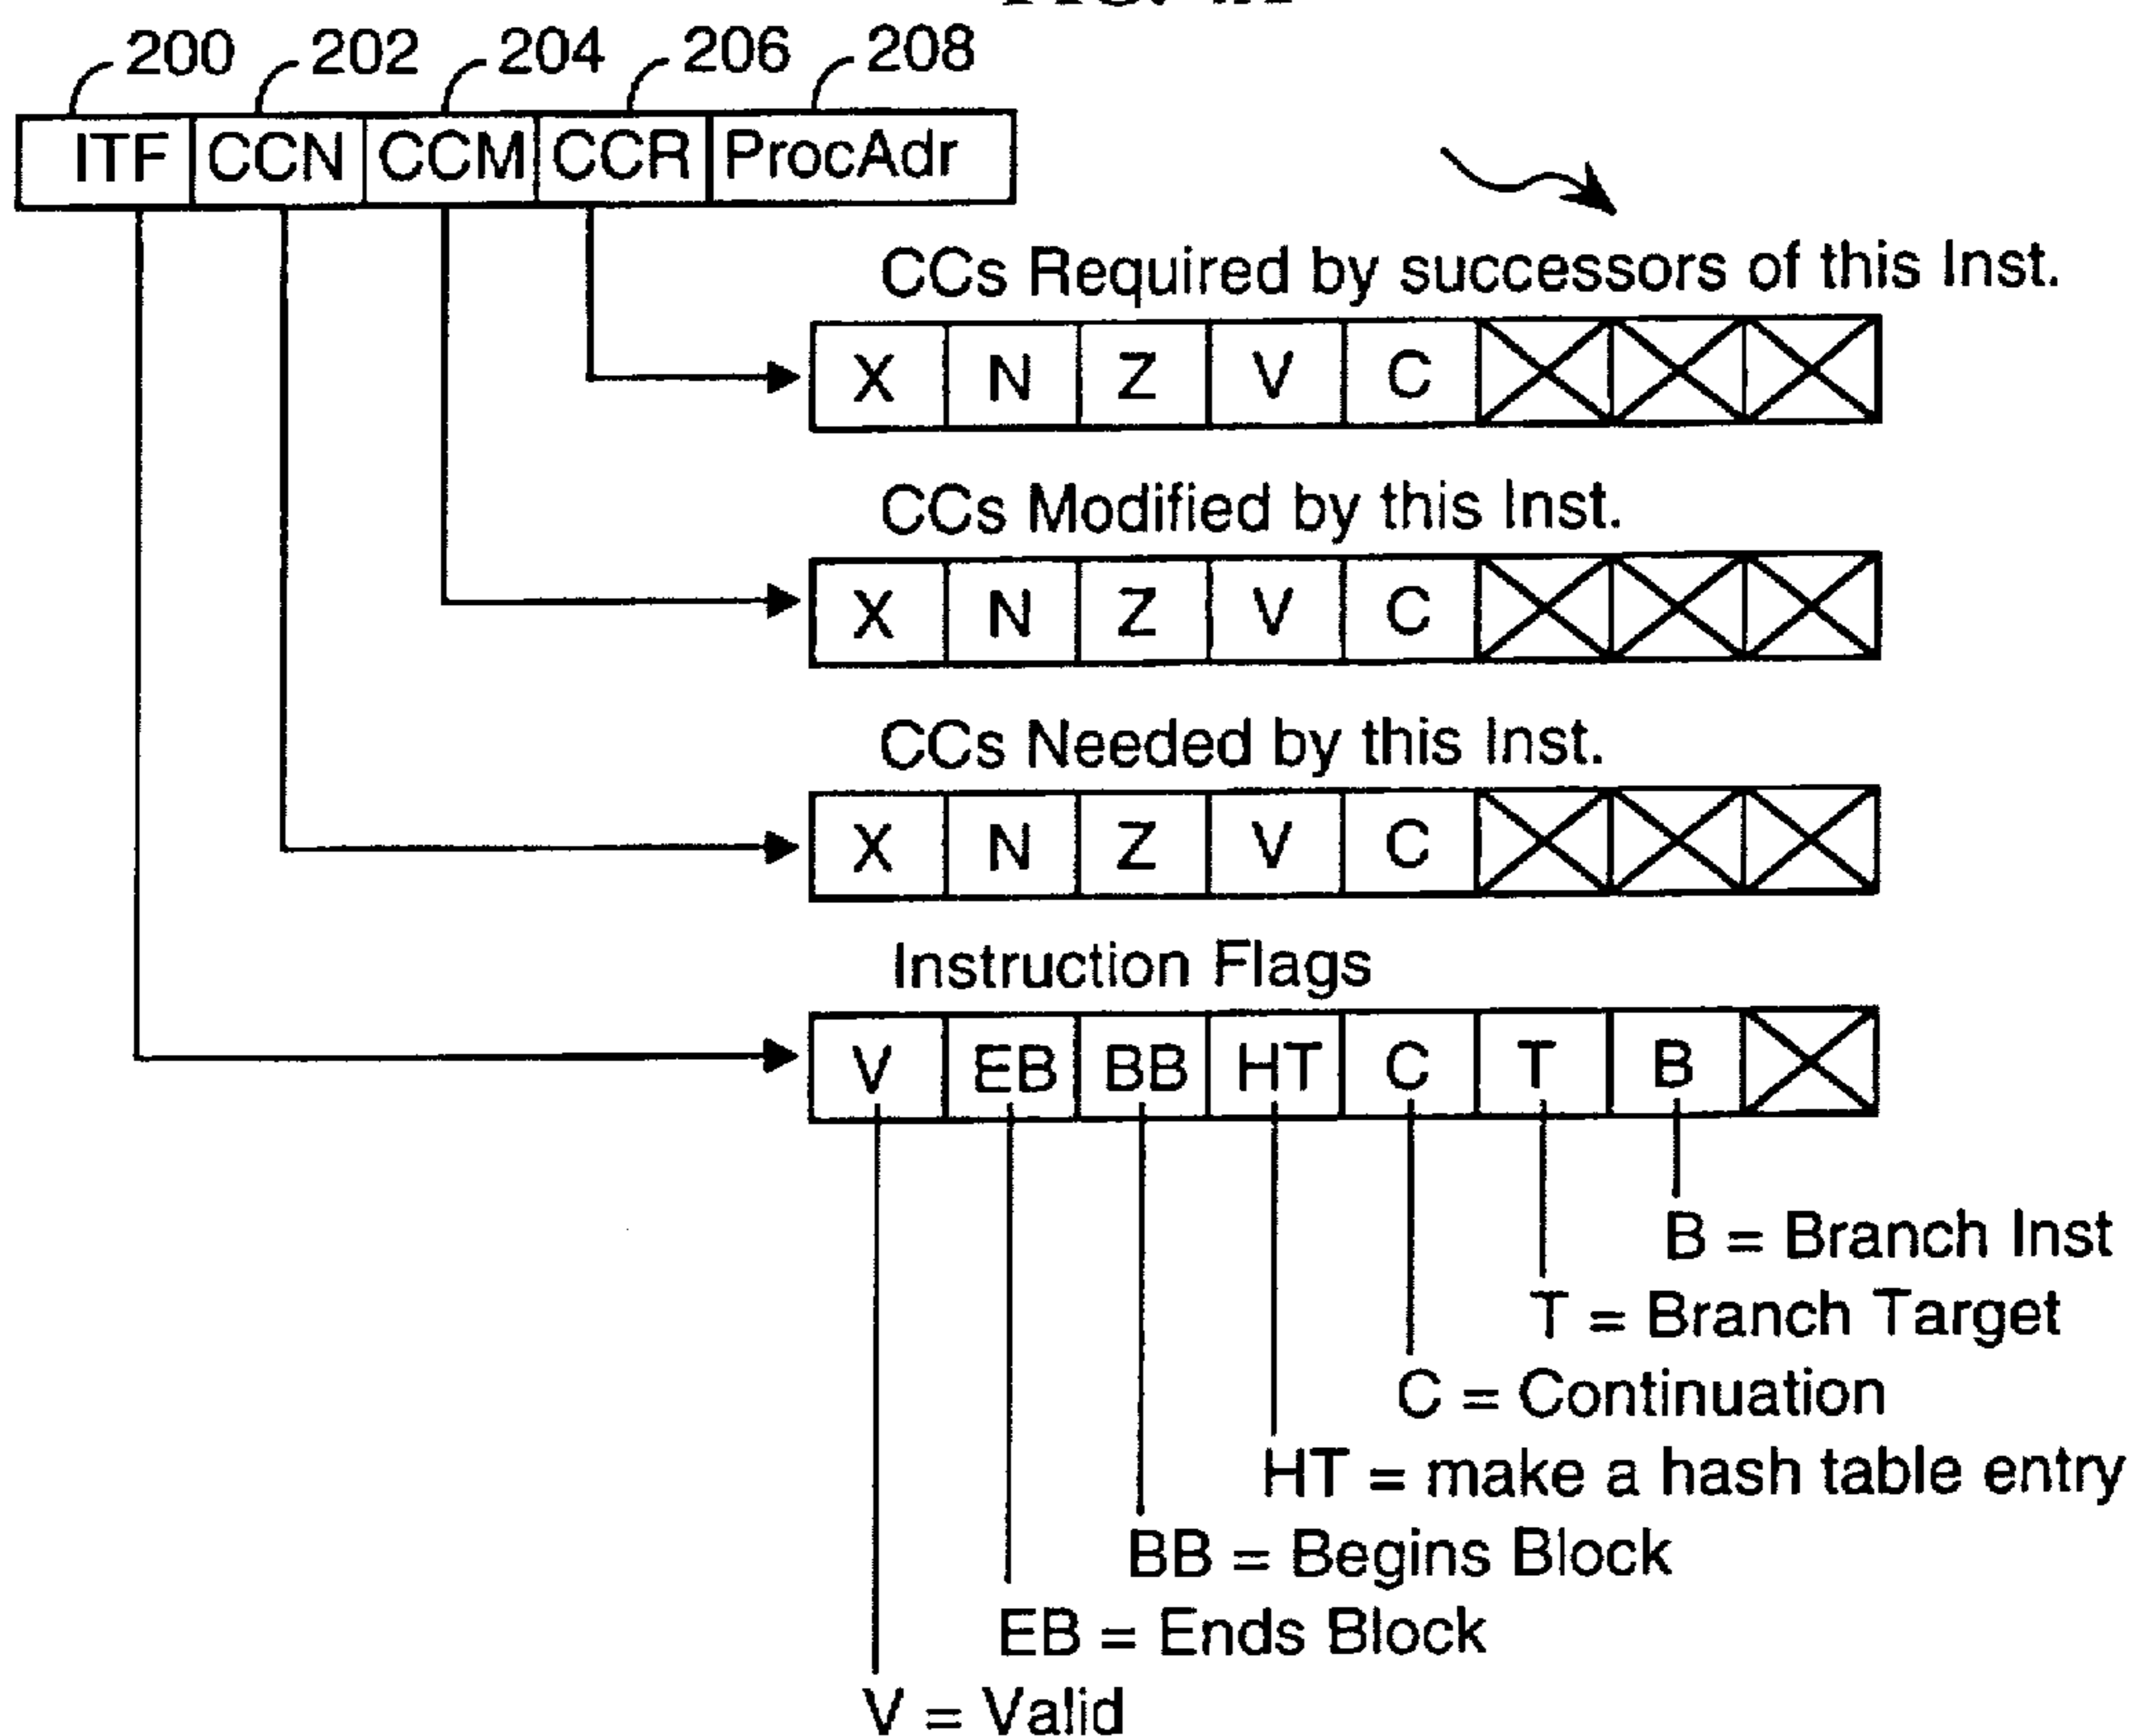 200 202 204 206 208
ITF CCN CCM CCR ProcAdr
CCs Required by successors of this Inst.
X N Z V C
CCs Modified by this Inst.
X N Z V C
CCs Needed by this Inst.
X N Z V C
Instruction Flags
V EB BB HT C T B
B = Branch Inst
T = Branch Target
C = Continuation
HT = make a hash table entry
BB = Begins Block
EB = Ends Block
V = Valid